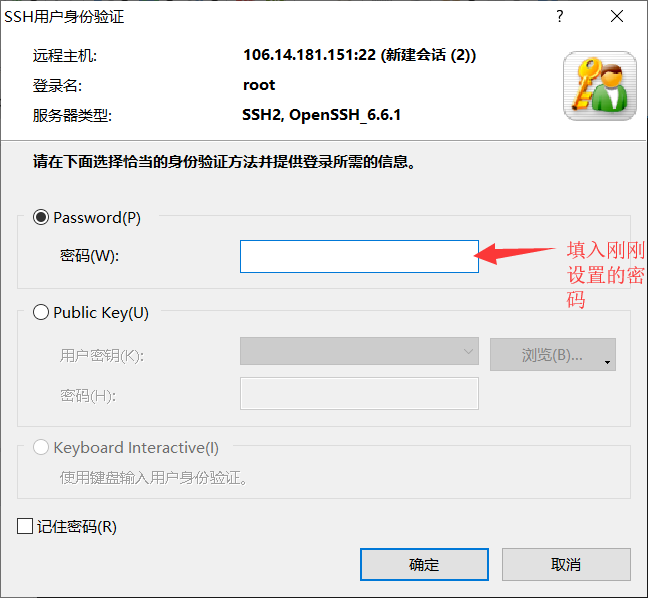 SSH用户身份验证
?
远程主机: 106.14.181.151:22 (新建会话 (2))
登录名: root
服务器类型: SSH2, OpenSSH_6.6.1
请在下面选择恰当的身份验证方法并提供登录所需的信息。
Password(P)
密码(W):
填入刚刚
设置的密
码
Public Key(U)
用户密钥(K):
浏览(B)...
密码(H):
Keyboard Interactive(I)
使用键盘输入用户身份验证。
记住密码(R)
确定 取消